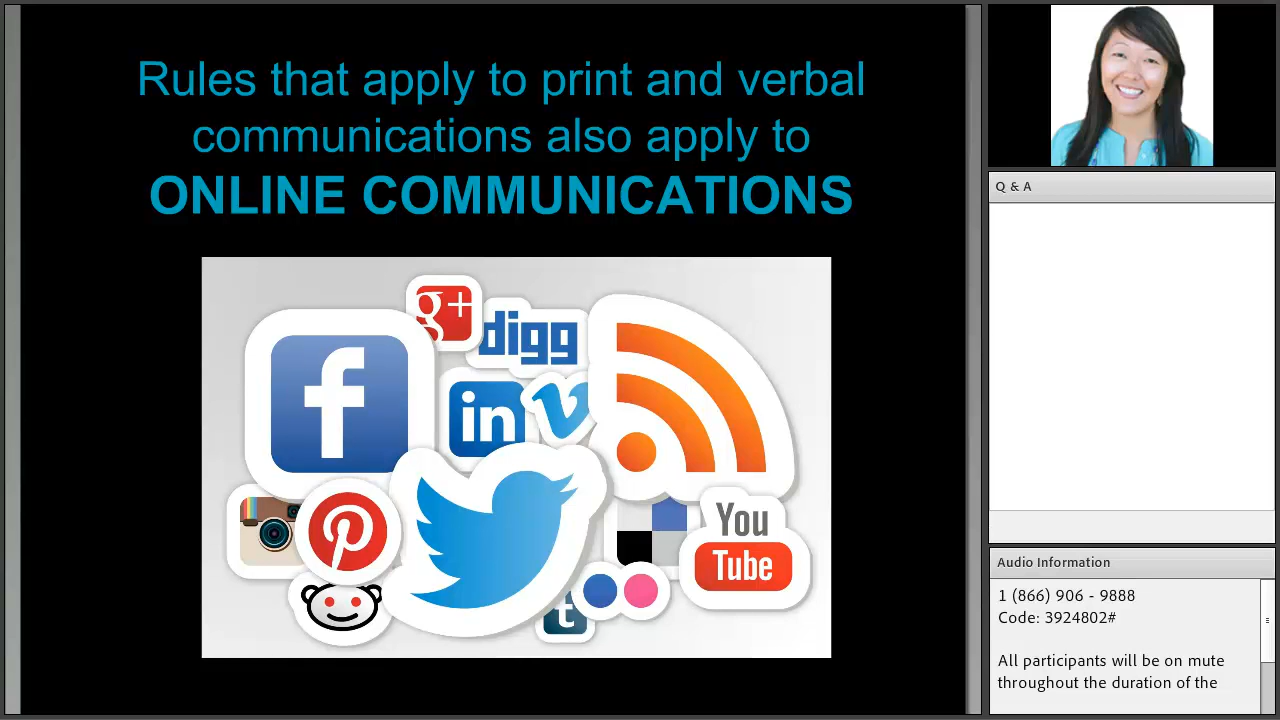 Rules that apply to print and verbal
communications also apply to
ONLINE COMMUNICATIONS
g+
digg
f
in
v
You
Tube
P
t
Q & A
Audio Information
1 (866) 906 - 9888
Code: 3924802#
All participants will be on mute
throughout the duration of the